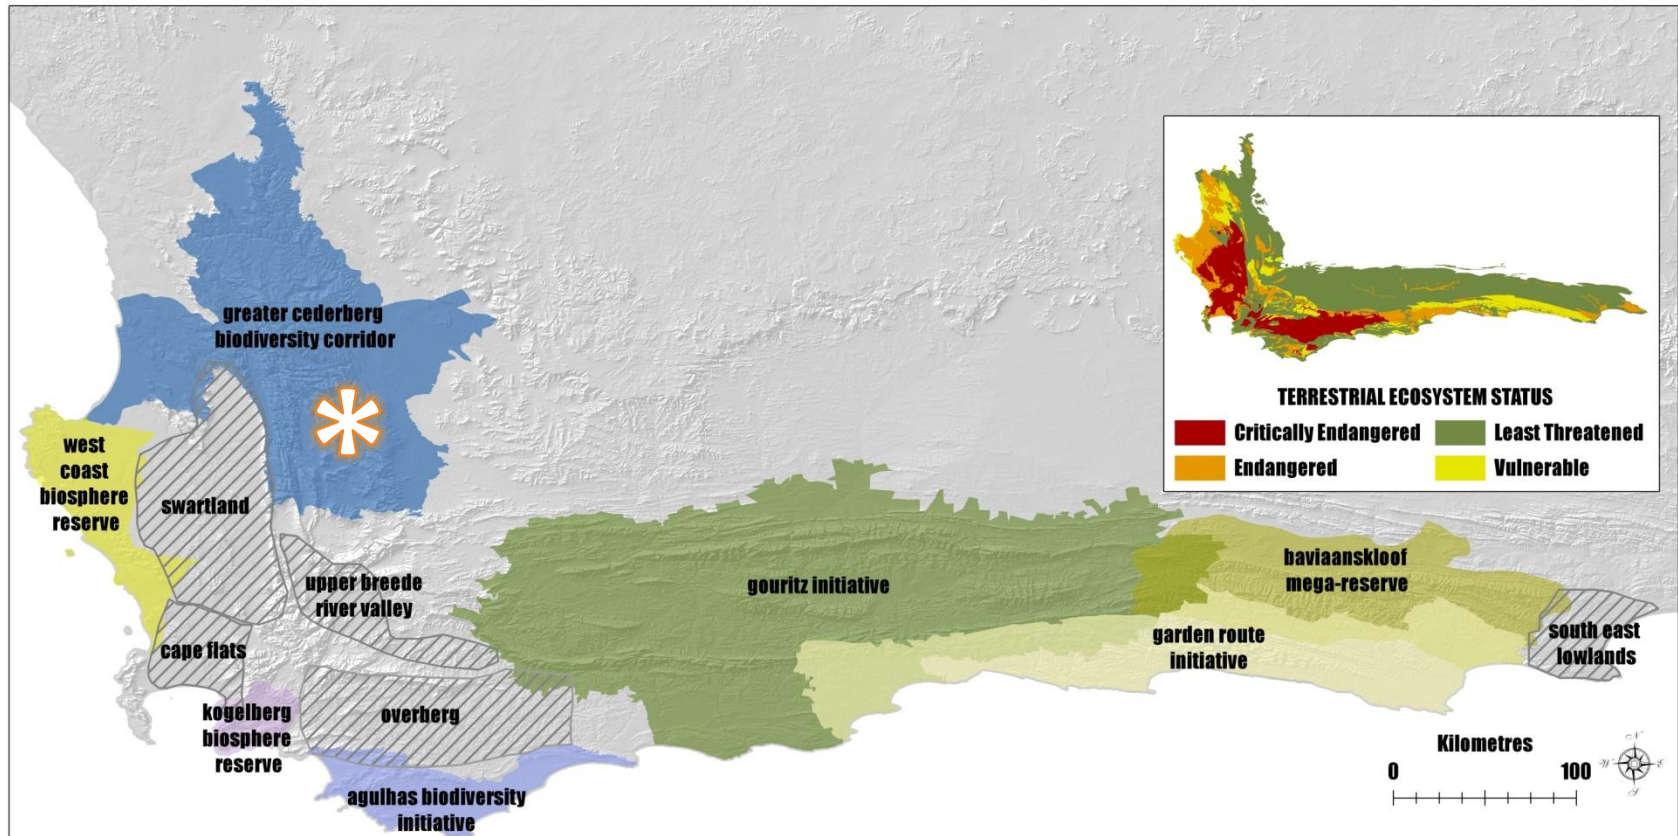 greater cederberg
biodiversity corridor
west
coast
biosphere
reserve
swartland
upper breede
river valley
cape flats
kogelberg
biosphere
reserve
overberg
agulhas biodiversity
initiative
gouritz initiative
baviaanskloof
mega-reserve
garden route
initiative
south east
lowlands
TERRESTRIAL ECOSYSTEM STATUS
Critically Endangered
Least Threatened
Endangered
Vulnerable
Kilometres
0 100
N
W E
S